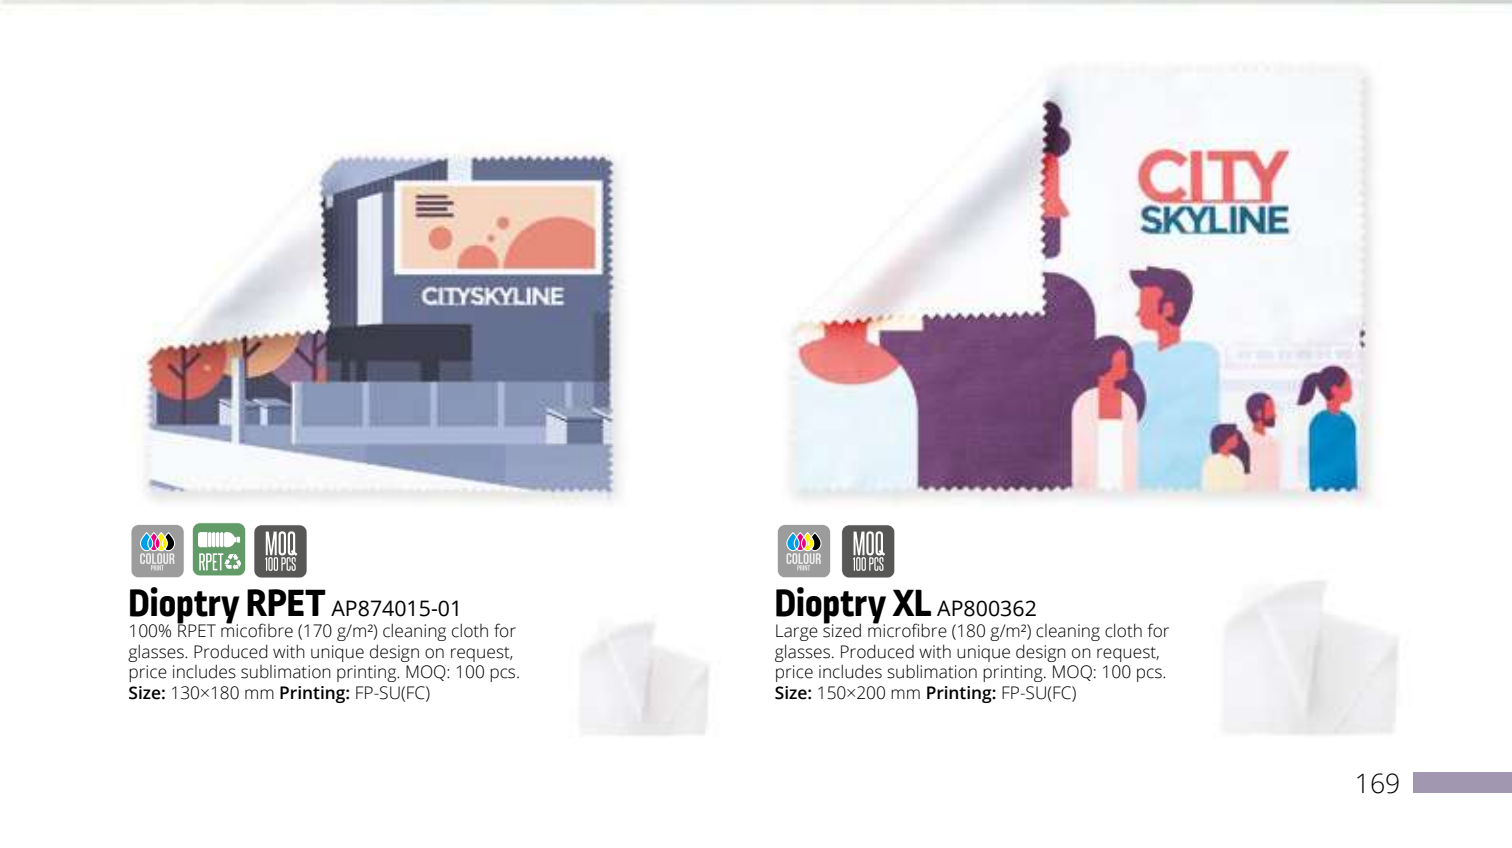 CITYSKYLINE
CITY
SKYLINE
COLOUR
PRINT
RPET
MOQ
100 PCS
COLOUR
PRINT
MOQ
100 PCS
Dioptry RPET AP874015-01
100% RPET micofibre (170 g/m²) cleaning cloth for
glasses. Produced with unique design on request,
price includes sublimation printing. MOQ: 100 pcs.
Size: 130×180 mm Printing: FP-SU(FC)
Dioptry XL AP800362
Large sized microfibre (180 g/m²) cleaning cloth for
glasses. Produced with unique design on request,
price includes sublimation printing. MOQ: 100 pcs.
Size: 150×200 mm Printing: FP-SU(FC)
169